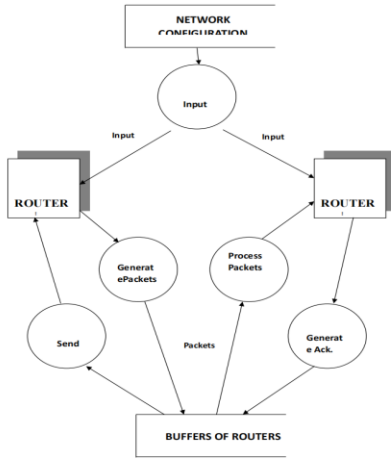 NETWORK
CONFIGURATION
Input
Input
Input
ROUTER
ROUTER
Generat
ePackets
Process
Packets
Send
Packets
Generat
e Ack.
BUFFERS OF ROUTERS